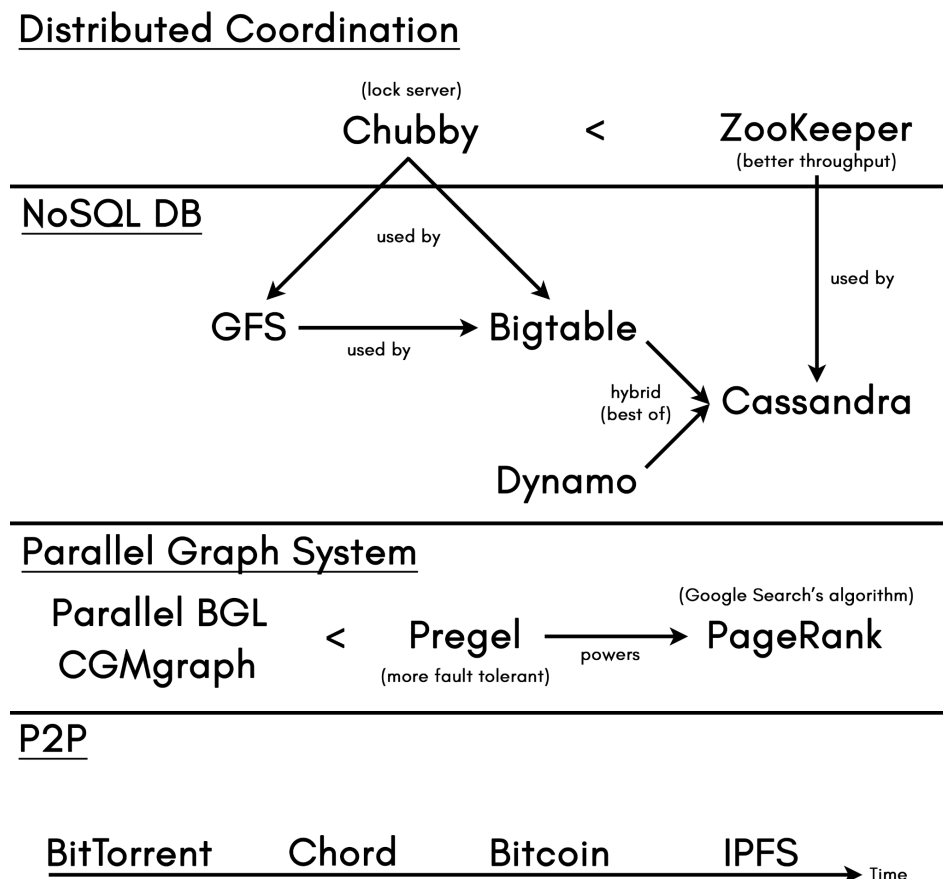 Distributed Coordination
(lock server)
Chubby < ZooKeeper
(better throughput)
NoSQL DB
used by
used by
GFS Bigtable
used by
hybrid
(best of)
Cassandra
Dynamo
Parallel Graph System
(Google Search's algorithm)
Parallel BGL
CGMgraph
< Pregel PageRank
powers
(more fault tolerant)
P2P
BitTorrent Chord Bitcoin IPFS
Time